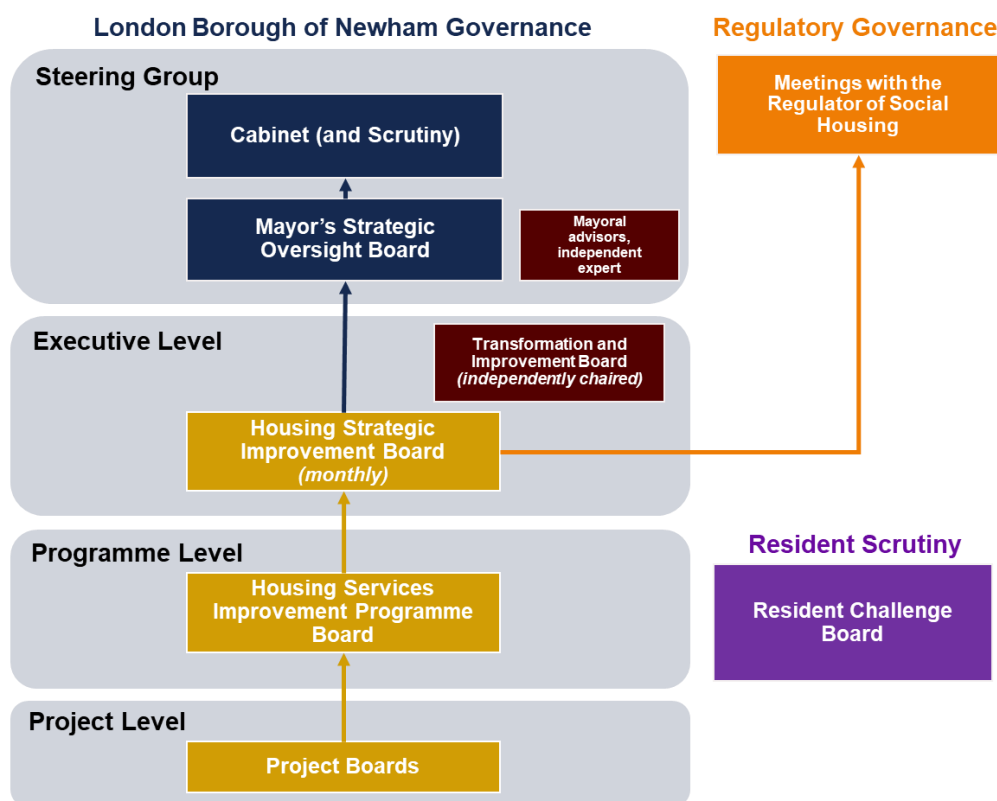 London Borough of Newham Governance
Regulatory Governance
Steering Group
Cabinet (and Scrutiny)
Meetings with the
Regulator of Social
Housing
Mayor’s Strategic
Oversight Board
Mayoral
advisors,
independent
expert
Executive Level
Transformation and
Improvement Board
(independently chaired)
Housing Strategic
Improvement Board
(monthly)
Programme Level
Housing Services
Improvement Programme
Board
Resident Scrutiny
Resident Challenge
Board
Project Level
Project Boards